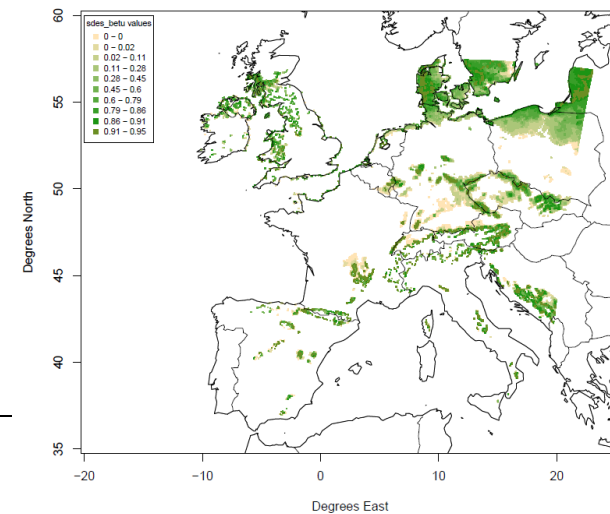 sdes_betu values
0 − 0
0 − 0.02
0.02 − 0.11
0.11 − 0.28
0.28 − 0.45
0.45 − 0.6
0.6 − 0.79
0.79 − 0.86
0.86 − 0.91
0.91 − 0.95
60
55
50
45
40
35
Degrees North
−20
−10
0
10
20
Degrees East